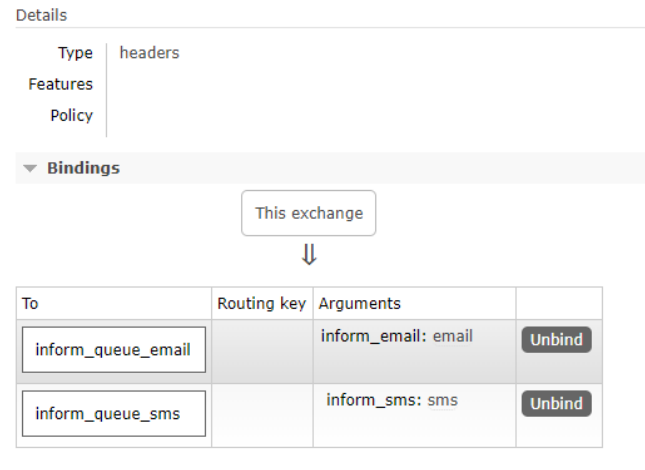 Details
Type headers
Features
Policy
Bindings
This exchange
To Routing key Arguments
inform_queue_email inform_email: email Unbind
inform_queue_sms inform_sms: sms Unbind